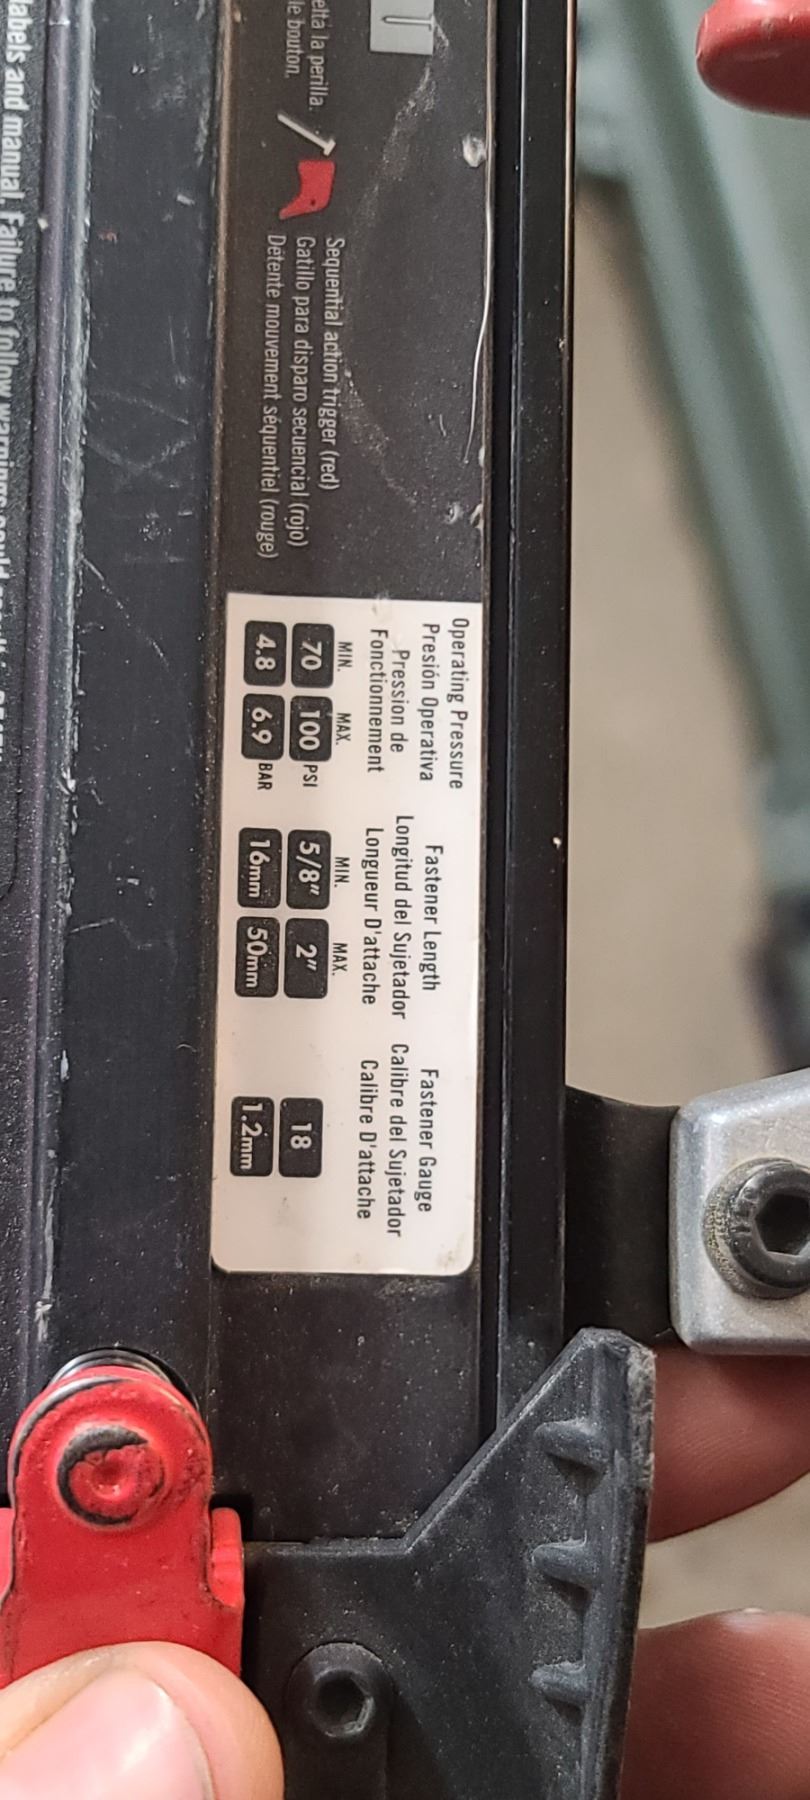 elta la perilla.
le bouton.
Sequential action trigger (red)
Gatillo para disparo secuencial (rojo)
Détente mouvement séquentiel (rouge)
Operating Pressure
Presión Operativa
Pression de
Fonctionnement
MIN. MAX.
70 100 PSI
4.8 6.9 BAR
Fastener Length
Longitud del Sujetador
Longueur D'attache
MIN. MAX.
5/8" 2"
16mm 50mm
Fastener Gauge
Calibre del Sujetador
Calibre D'attache
18
1.2mm
labels and manual. Failure to follow warnings could